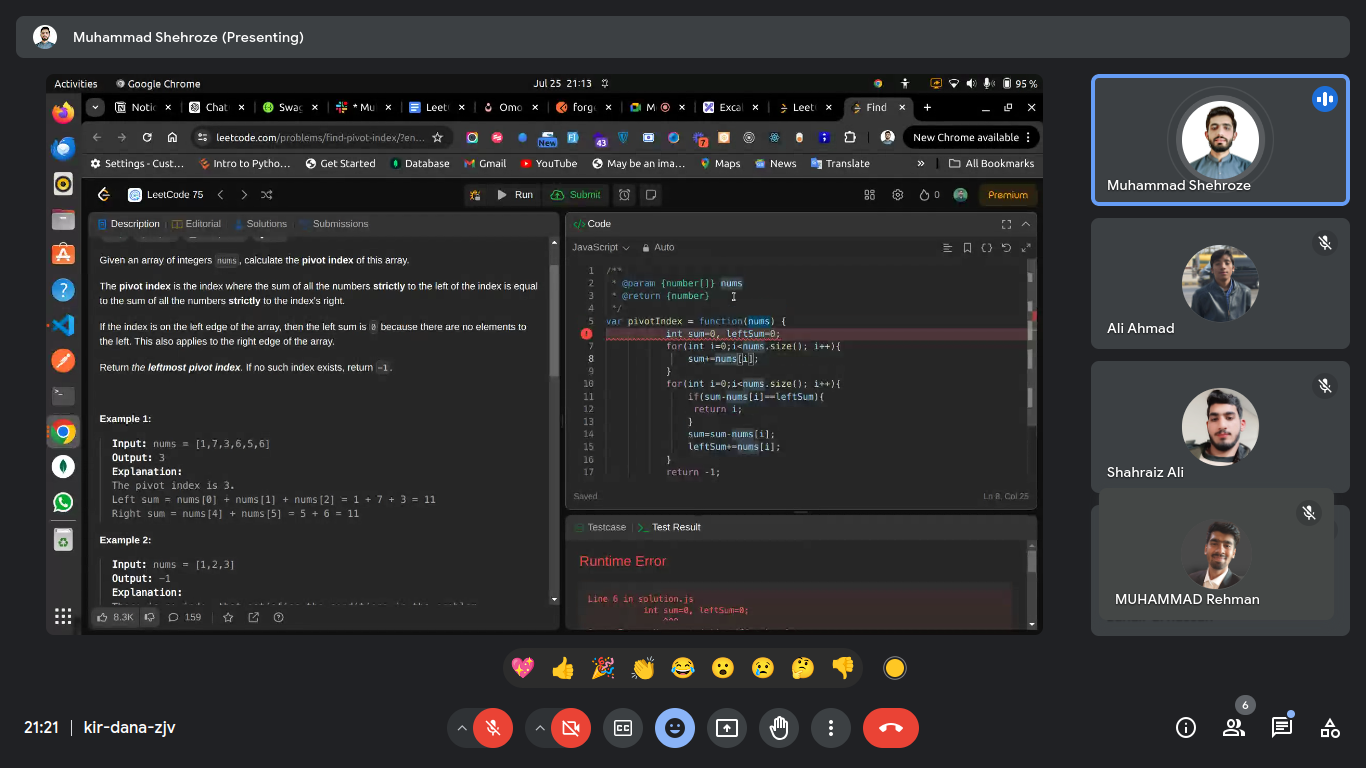 Muhammad Shehroze (Presenting)
Activities
Google Chrome
Jul 25 21:13
95 %
Notic
Chat
Swag
* Mu
Leet
Omo
forg
M
Excal
Leet
Find
leetcode.com/problems/find-pivot-index/?en...
New
43
7
New Chrome available
Settings - Cust...
Intro to Pytho...
Get Started
Database
Gmail
YouTube
May be an ima...
Maps
News
Translate
»
All Bookmarks
LeetCode 75
Run
Submit
0
Premium
Description
Editorial
Solutions
Submissions
Given an array of integers nums, calculate the pivot index of this array.
The pivot index is the index where the sum of all the numbers strictly to the left of the index is equal
to the sum of all the numbers strictly to the index's right.
If the index is on the left edge of the array, then the left sum is 0 because there are no elements to
the left. This also applies to the right edge of the array.
Return the leftmost pivot index. If no such index exists, return -1.
Example 1:
Input: nums = [1,7,3,6,5,6]
Output: 3
Explanation:
The pivot index is 3.
Left sum = nums[0] + nums[1] + nums[2] = 1 + 7 + 3 = 11
Right sum = nums[4] + nums[5] = 5 + 6 = 11
Example 2:
Input: nums = [1,2,3]
Output: -1
Explanation:
8.3K
159
Code
JavaScript
Auto
1 /**
2 * @param {number[]} nums
3 * @return {number}
4 */
5 var pivotIndex = function(nums) {
int sum=0, leftSum=0;
7 for(int i=0;i<nums.size(); i++){
8 sum+=nums[i];
9 }
10 for(int i=0;i<nums.size(); i++){
11 if(sum-nums[i]==leftSum){
12 return i;
13 }
14 sum=sum-nums[i];
15 leftSum+=nums[i];
16 }
17 return -1;
Saved
Ln 8, Col 25
Testcase
Test Result
Runtime Error
Line 6 in solution.js
int sum=0, leftSum=0;
^^^
Muhammad Shehroze
Ali Ahmad
Shahraiz Ali
MUHAMMAD Rehman
21:21
kir-dana-zjv
6